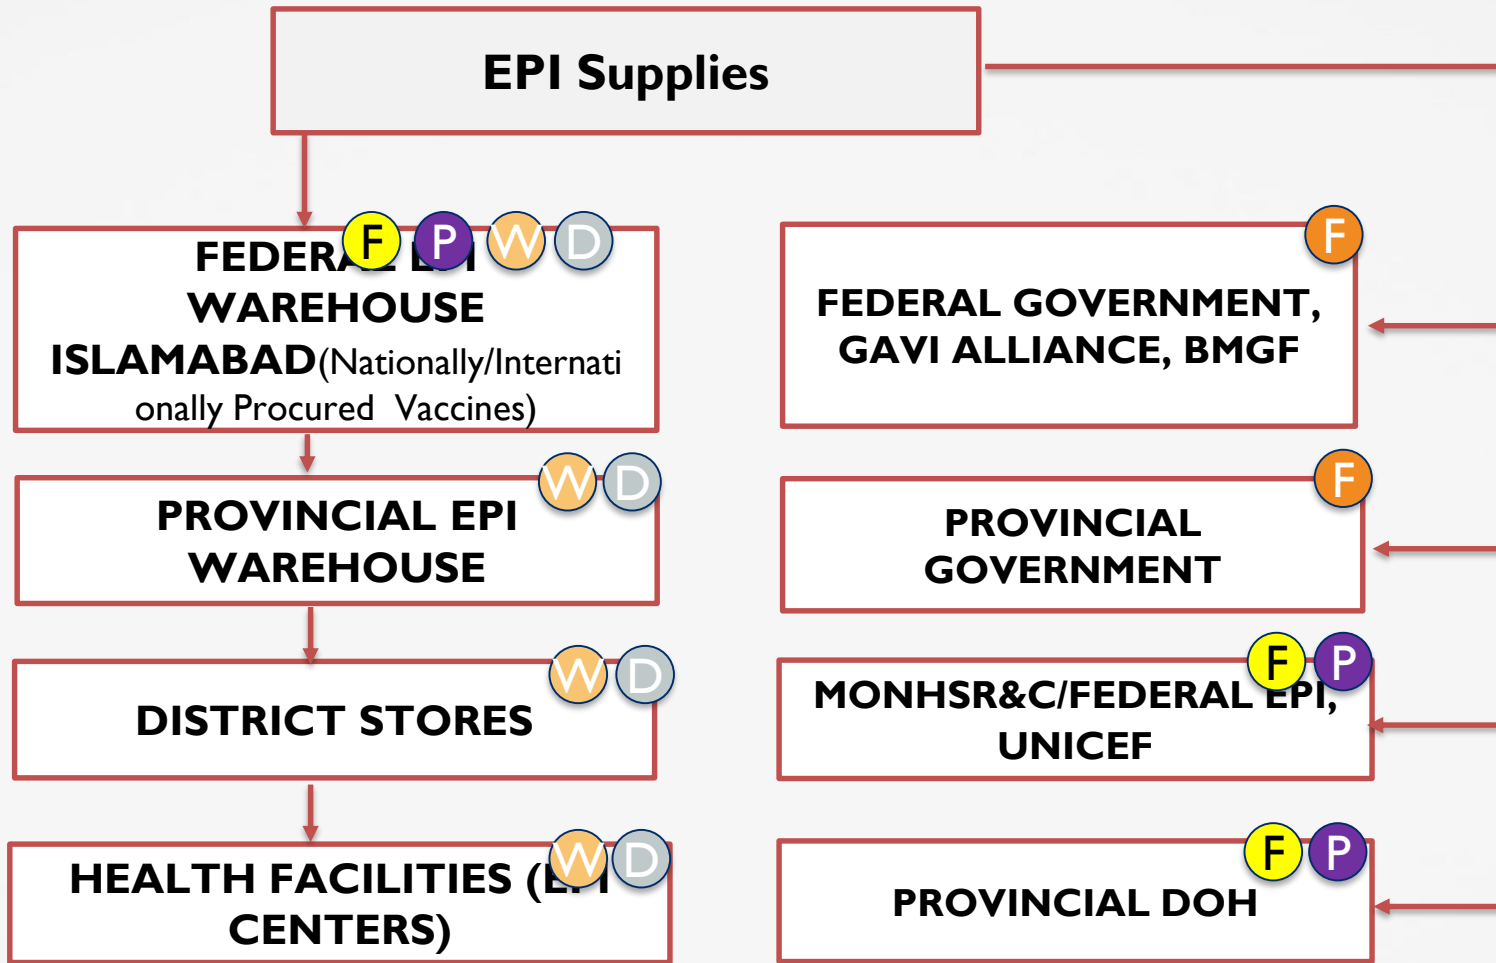 EPI Supplies
F P W D
FEDERAL EPI
WAREHOUSE
ISLAMABAD(Nationally/Internati
onally Procured Vaccines)
W D
PROVINCIAL EPI
WAREHOUSE
W D
DISTRICT STORES
W D
HEALTH FACILITIES (EPI
CENTERS)
F
FEDERAL GOVERNMENT,
GAVI ALLIANCE, BMGF
F
PROVINCIAL
GOVERNMENT
F P
MONHSR&C/FEDERAL EPI,
UNICEF
F P
PROVINCIAL DOH